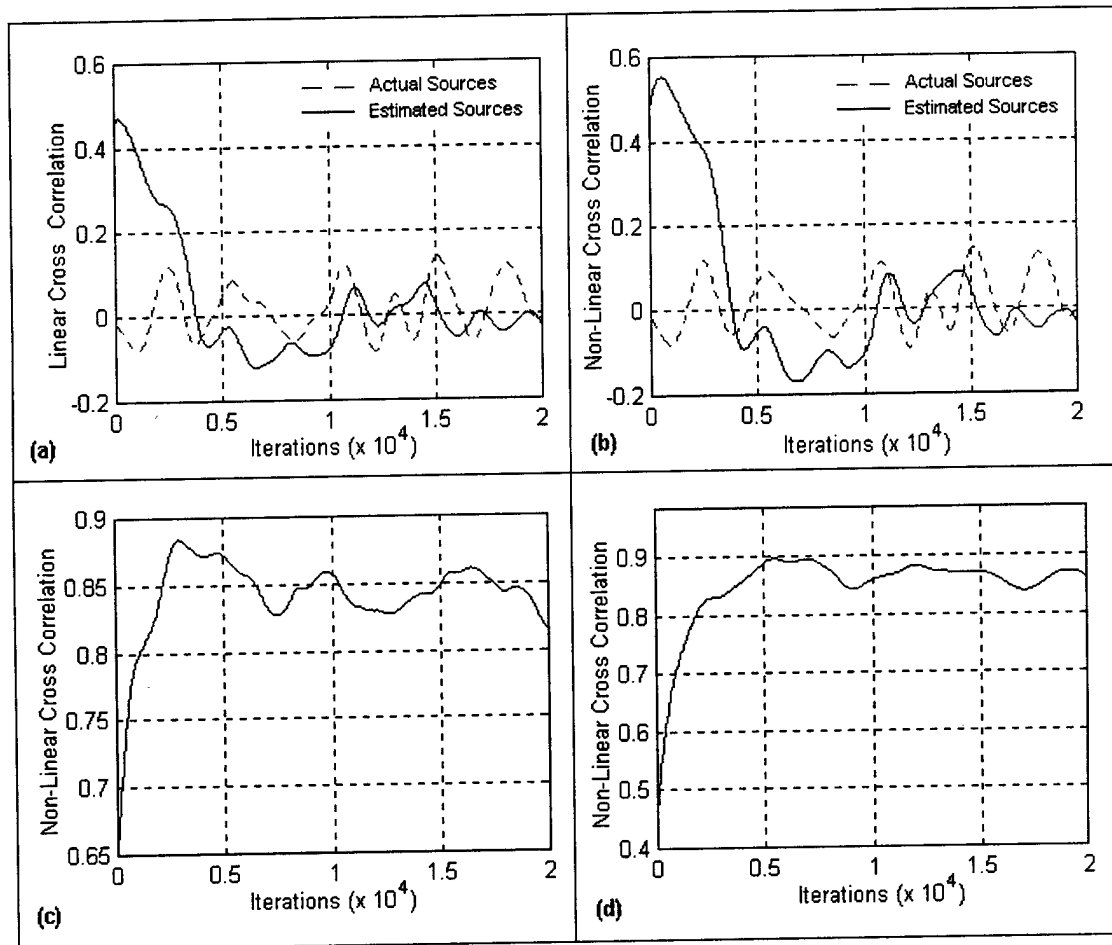 0.6
0.4
0.2
0
-0.2
Linear Cross Correlation
Actual Sources
Estimated Sources
0
0.5
1
1.5
2
Iterations (x 10^4)
(a)
0.6
0.4
0.2
0
-0.2
Non-Linear Cross Correlation
Actual Sources
Estimated Sources
0
0.5
1
1.5
2
Iterations (x 10^4)
(b)
0.9
0.85
0.8
0.75
0.7
0.65
Non-Linear Cross Correlation
0
0.5
1
1.5
2
Iterations (x 10^4)
(c)
0.9
0.8
0.7
0.6
0.5
0.4
Non-Linear Cross Correlation
0
0.5
1
1.5
2
Iterations (x 10^4)
(d)